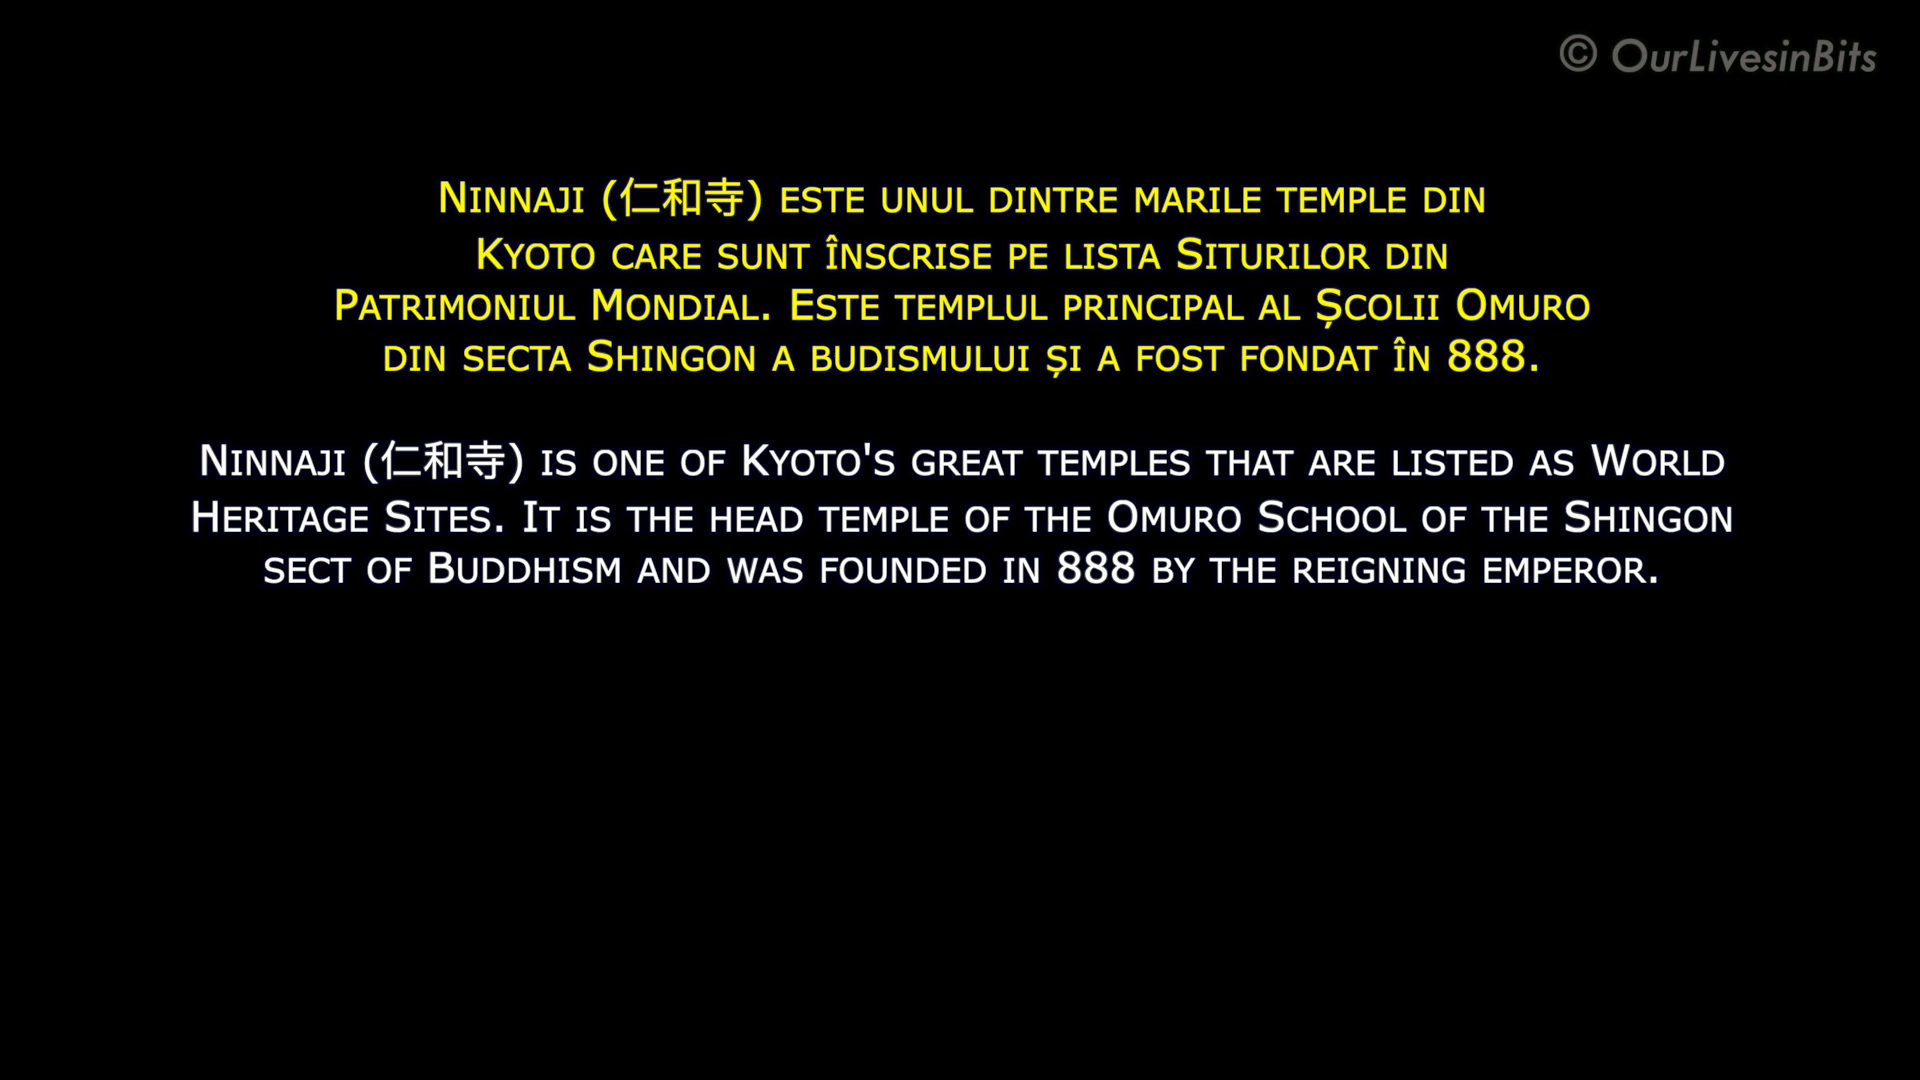 © OurLivesinBits
Ninnaji (仁和寺) este unul dintre marile temple din
Kyoto care sunt înscrise pe lista Siturilor din
Patrimoniul Mondial. Este templul principal al Școlii Omuro
din secta Shingon a budismului și a fost fondat în 888.
Ninnaji (仁和寺) is one of Kyoto's great temples that are listed as World
Heritage Sites. It is the head temple of the Omuro School of the Shingon
sect of Buddhism and was founded in 888 by the reigning emperor.